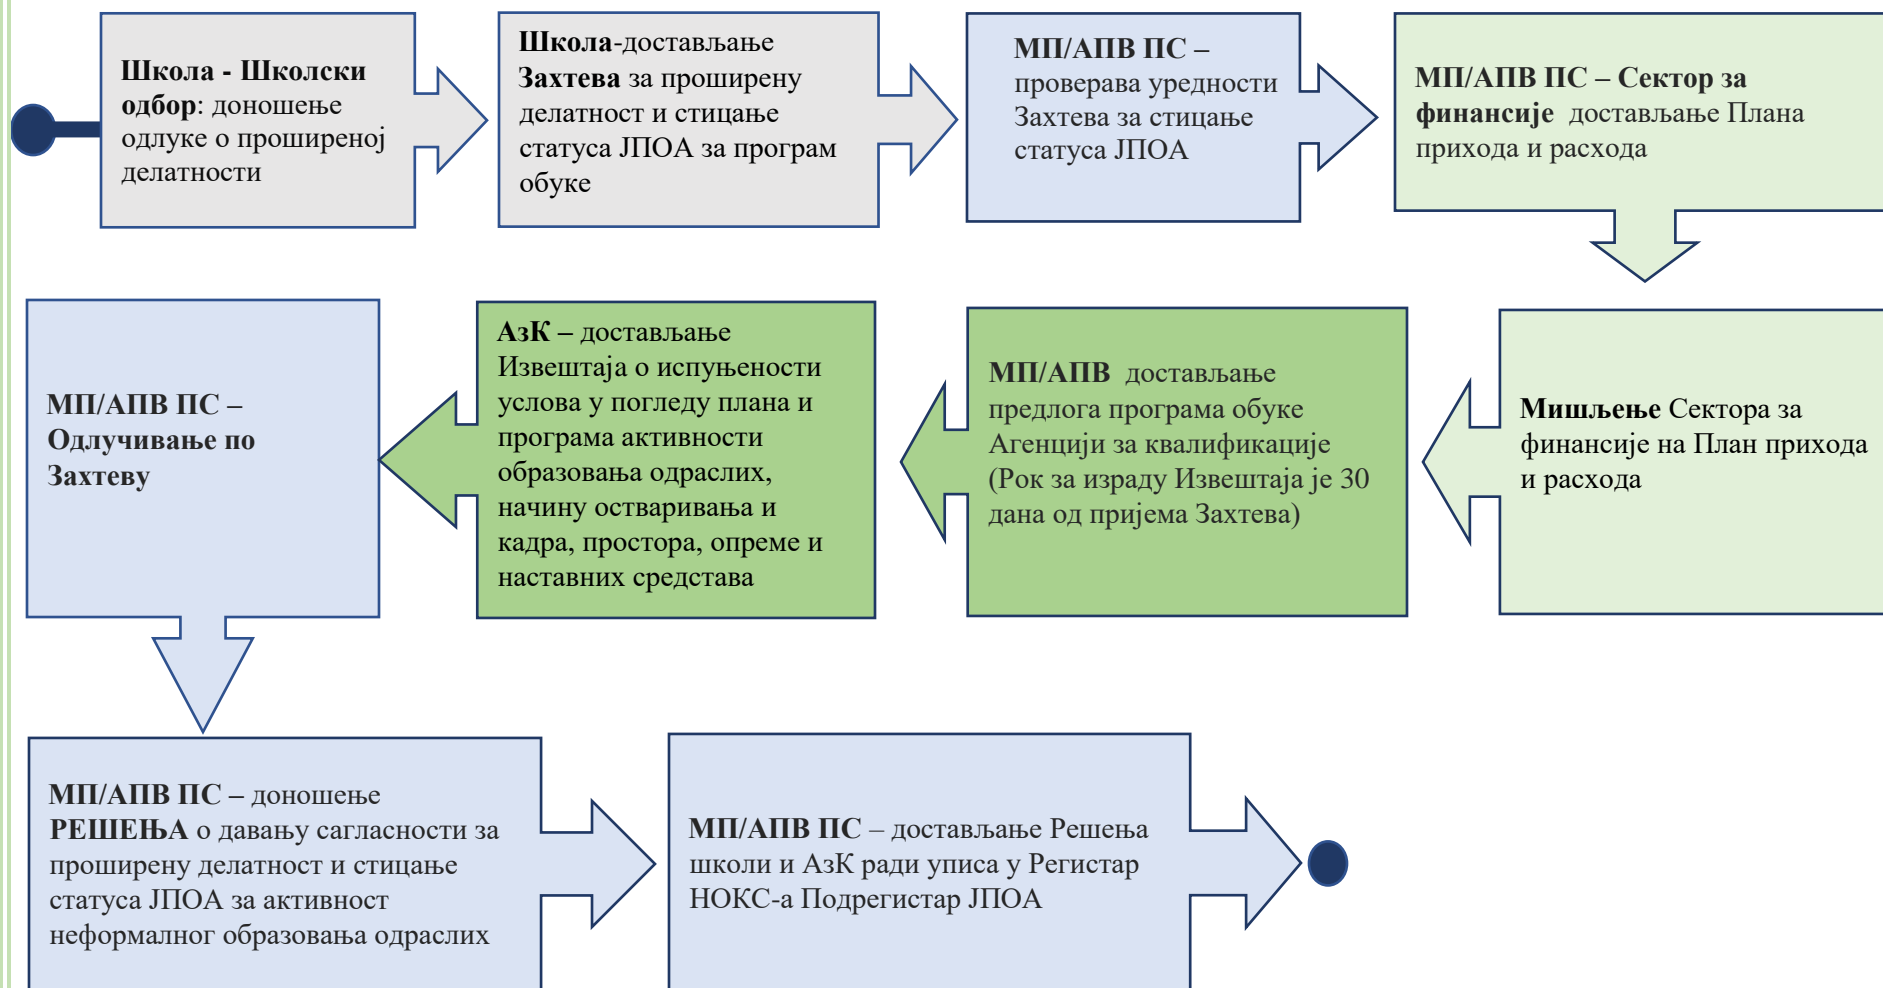 Школа - Школски
одбор: доношење
одлуке о проширеној
делатности
Школа-достављање
Захтева за проширену
делатност и стицање
статуса ЈПОА за програм
обуке
МП/АПВ ПС –
проверава уредности
Захтева за стицање
статуса ЈПОА
МП/АПВ ПС – Сектор за
финансије достављање Плана
прихода и расхода
Мишљење Сектора за
финансије на План прихода
и расхода
МП/АПВ достављање
предлога програма обуке
Агенцији за квалификације
(Рок за израду Извештаја је 30
дана од пријема Захтева)
АзК – достављање
Извештаја о испуњености
услова у погледу плана и
програма активности
образовања одраслих,
начину остваривања и
кадра, простора, опреме и
наставних средстава
МП/АПВ ПС –
Одлучивање по
Захтеву
МП/АПВ ПС – доношење
РЕШЕЊА о давању сагласности за
проширену делатност и стицање
статуса ЈПОА за активност
неформалног образовања одраслих
МП/АПВ ПС – достављање Решења
школи и АзК ради уписа у Регистар
НОКС-а Подрегистар ЈПОА